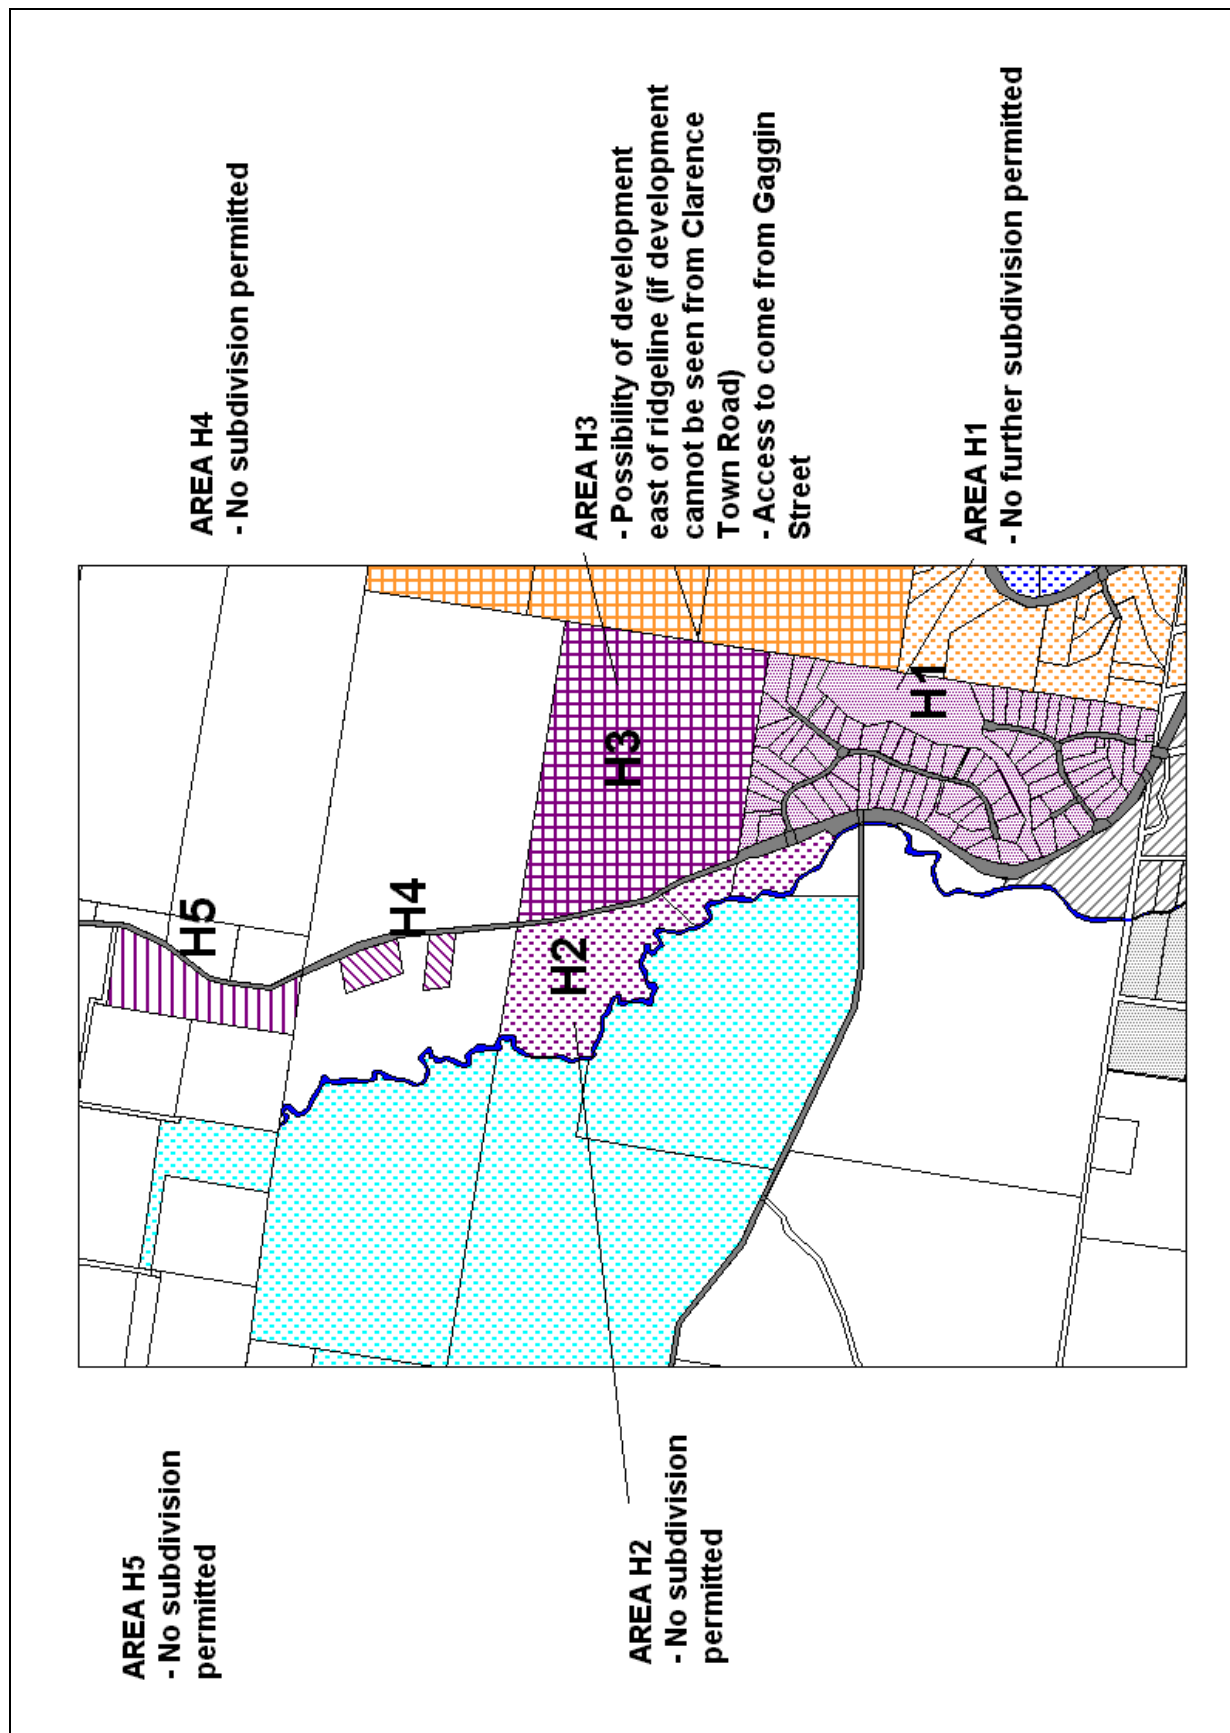 AREA H5
- No subdivision
permitted
AREA H2
- No subdivision
permitted
H5
H4
H2
H3
H1
AREA H4
- No subdivision permitted
AREA H3
- Possibility of development
east of ridgeline (if development
cannot be seen from Clarence
Town Road)
- Access to come from Gaggin
Street
AREA H1
- No further subdivision permitted